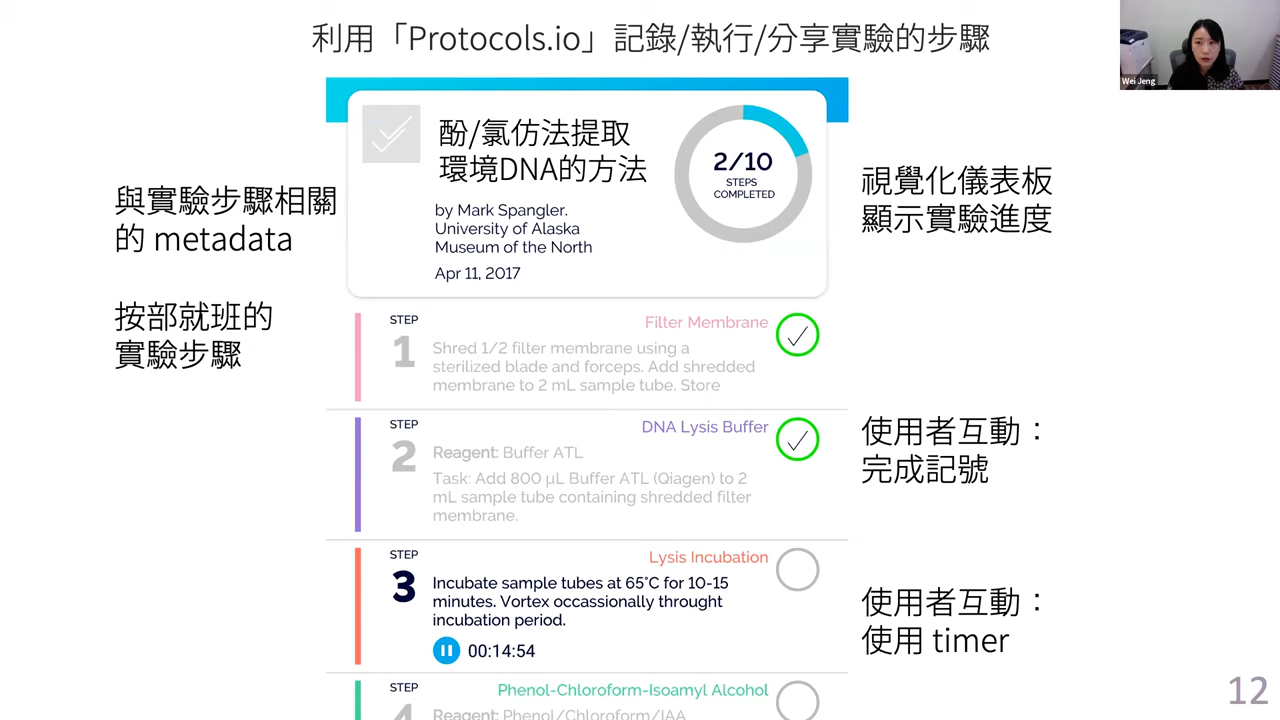 利用「Protocols.io」記錄/執行/分享實驗的步驟
Wei Jeng
酚/氯仿法提取
環境DNA的方法
by Mark Spangler.
University of Alaska
Museum of the North
Apr 11, 2017
2/10
STEPS
COMPLETED
與實驗步驟相關
的 metadata
視覺化儀表板
顯示實驗進度
按部就班的
實驗步驟
STEP
1
Filter Membrane
Shred 1/2 filter membrane using a
sterilized blade and forceps. Add shredded
membrane to 2 mL sample tube. Store
STEP
2
DNA Lysis Buffer
Reagent: Buffer ATL
Task: Add 800 µL Buffer ATL (Qiagen) to 2
mL sample tube containing shredded filter
membrane.
使用者互動：
完成記號
STEP
3
Lysis Incubation
Incubate sample tubes at 65°C for 10-15
minutes. Vortex occassionally throught
incubation period.
00:14:54
使用者互動：
使用 timer
STEP
4
Phenol-Chloroform-Isoamyl Alcohol
Reagent: Phenol/Chloroform/IAA
12